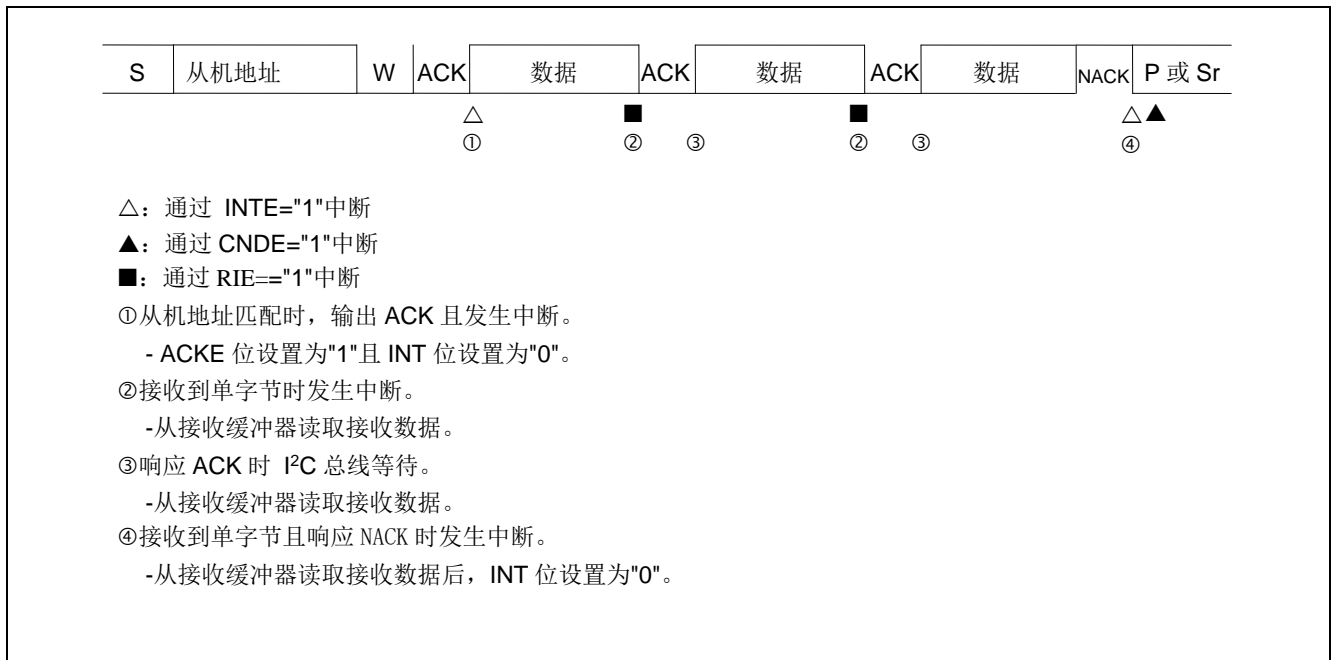 S 从机地址 W ACK 数据 ACK 数据 ACK 数据 NACK P 或 Sr
△ ■ ■ △▲
① ② ③ ② ③ ④
△：通过 INTE="1"中断
▲：通过 CNDE="1"中断
■：通过 RIE=="1"中断
①从机地址匹配时，输出 ACK 且发生中断。
- ACKE 位设置为"1"且 INT 位设置为"0"。
②接收到单字节时发生中断。
-从接收缓冲器读取接收数据。
③响应 ACK 时 I²C 总线等待。
-从接收缓冲器读取接收数据。
④接收到单字节且响应 NACK 时发生中断。
-从接收缓冲器读取接收数据后，INT 位设置为"0"。